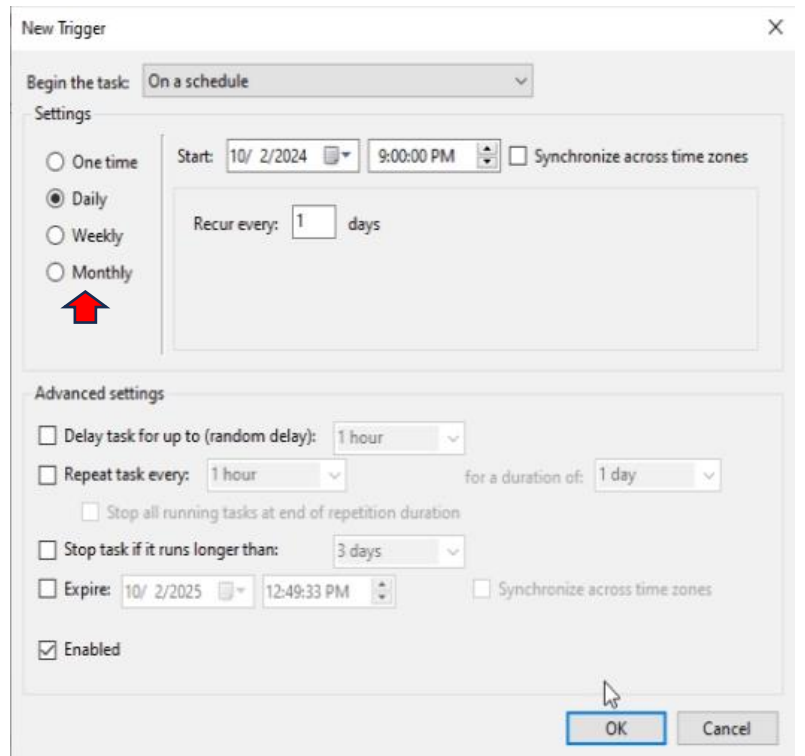 New Trigger
Begin the task: On a schedule
Settings
One time
Daily
Weekly
Monthly
Start: 10/ 2/2024 9:00:00 PM Synchronize across time zones
Recur every: 1 days
Advanced settings
Delay task for up to (random delay): 1 hour
Repeat task every: 1 hour for a duration of: 1 day
Stop all running tasks at end of repetition duration
Stop task if it runs longer than: 3 days
Expire: 10/ 2/2025 12:49:33 PM Synchronize across time zones
Enabled
OK Cancel